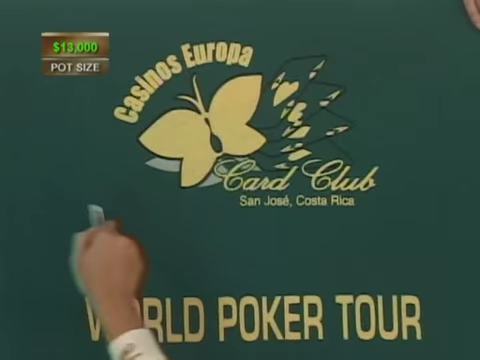 $13,000
POT SIZE
Casinos Europa
Card Club
San José, Costa Rica
WORLD POKER TOUR